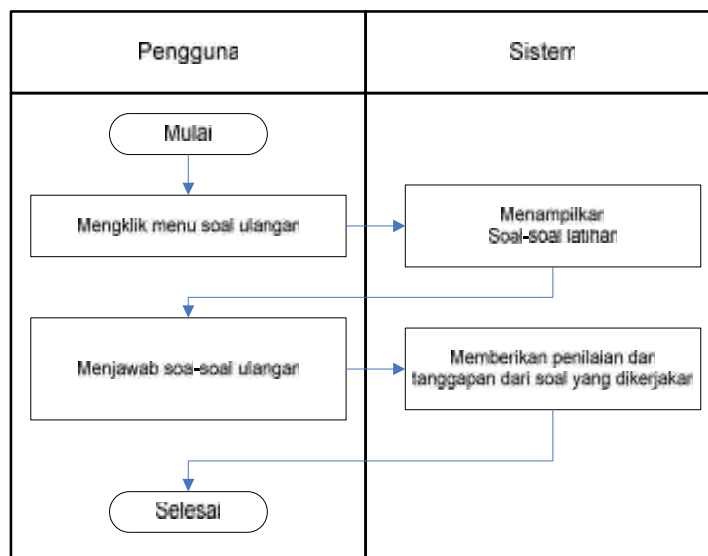 Pengguna
Sistem
Mulai
Mengklik menu soal ulangan
Menampilkan
Soal-soal latihan
Menjawab soa-soal ulangan
Memberikan penilaian dan
tanggapan dari soal yang dikerjakan
Selesai